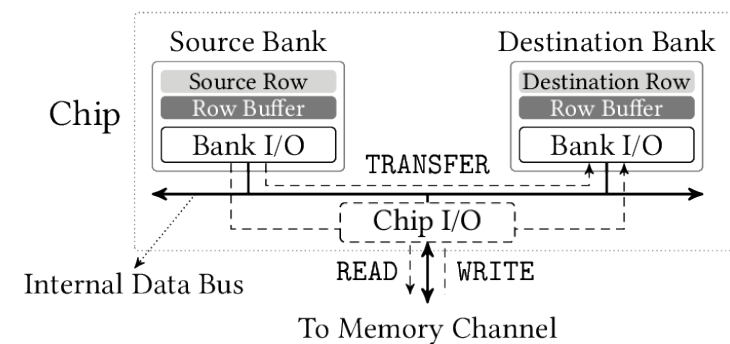 Source Bank
Destination Bank
Source Row
Destination Row
Row Buffer
Row Buffer
Chip
Bank I/O
Bank I/O
TRANSFER
Chip I/O
READ
WRITE
Internal Data Bus
To Memory Channel